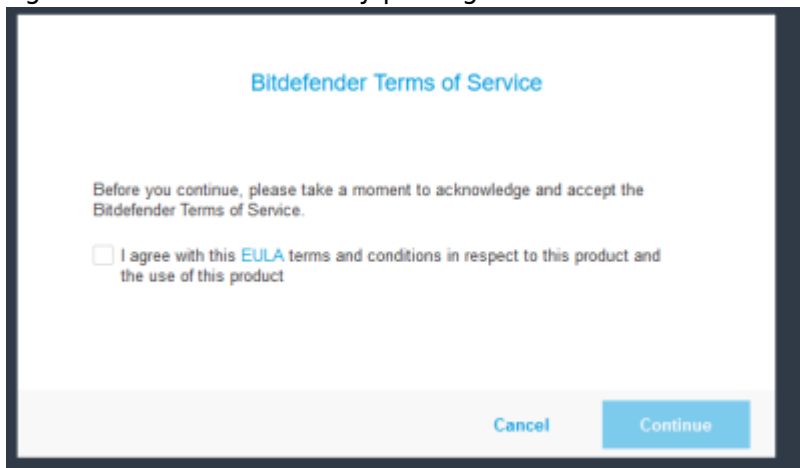 Bitdefender Terms of Service
Before you continue, please take a moment to acknowledge and accept the
Bitdefender Terms of Service.
I agree with this EULA terms and conditions in respect to this product and
the use of this product
Cancel
Continue